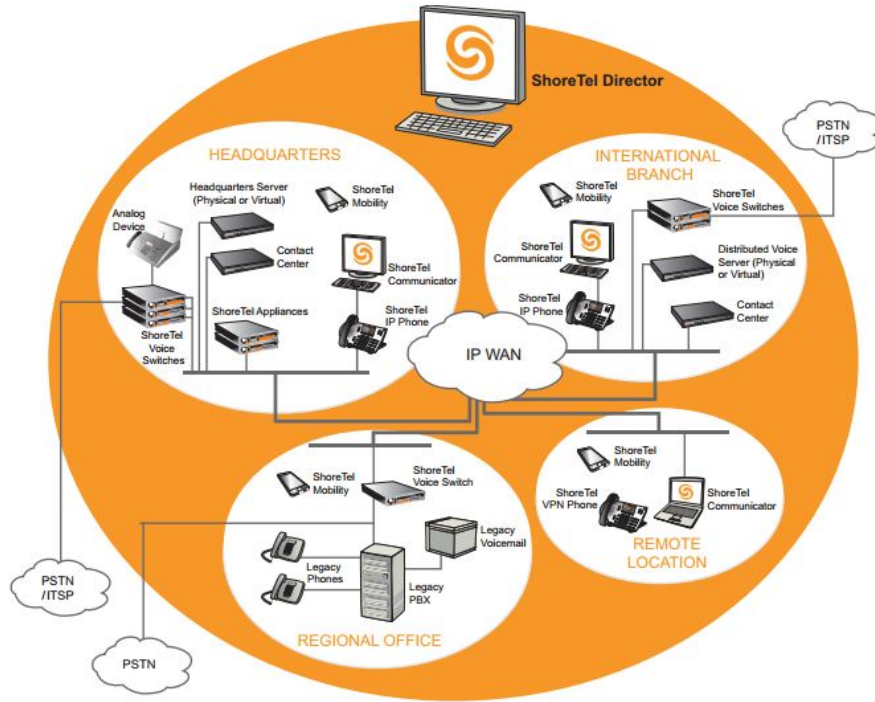 ShoreTel Director
HEADQUARTERS
Headquarters Server
(Physical or Virtual)
ShoreTel
Mobility
Analog
Device
Contact
Center
ShoreTel
Communicator
ShoreTel Appliances
ShoreTel
IP Phone
ShoreTel
Voice
Switches
INTERNATIONAL
BRANCH
ShoreTel
Mobility
ShoreTel
Voice Switches
ShoreTel
Communicator
Distributed Voice
Server (Physical
or Virtual)
ShoreTel
IP Phone
Contact
Center
PSTN
/ITSP
IP WAN
ShoreTel
Mobility
ShoreTel
Voice Switch
Legacy
Voicemail
Legacy
Phones
Legacy
PBX
REGIONAL OFFICE
ShoreTel
Mobility
ShoreTel
VPN Phone
ShoreTel
Communicator
REMOTE
LOCATION
PSTN
/ITSP
PSTN